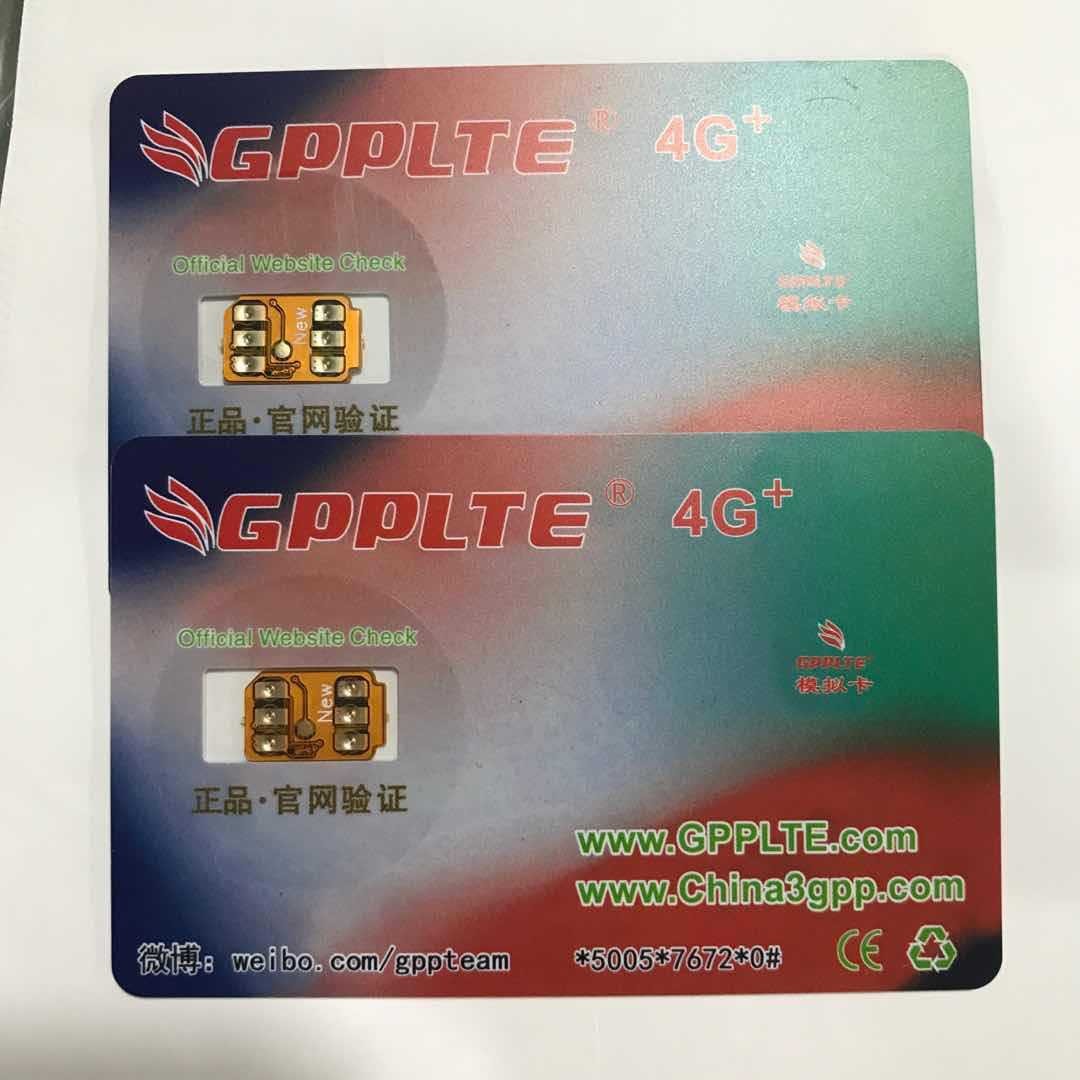 GPPLTE® 4G+
Official Website Check
New
GPPLTE
模拟卡
正品·官网验证
GPPLTE® 4G+
Official Website Check
New
GPPLTE
模拟卡
正品·官网验证
www.GPPLTE.com
www.China3gpp.com
微博: weibo.com/gppteam *5005*7672*0# CE